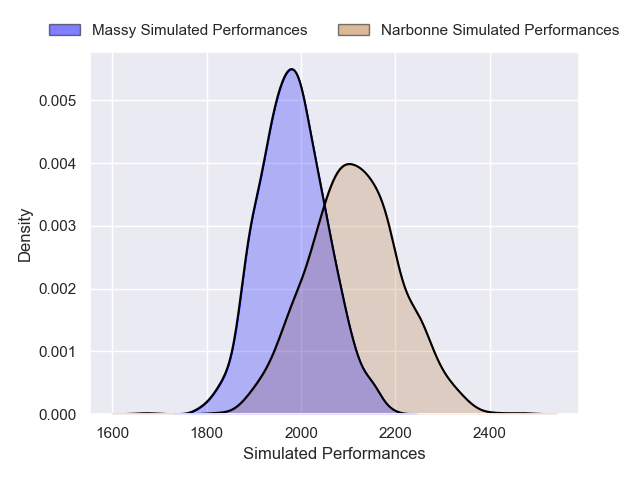 Massy Simulated Performances
Narbonne Simulated Performances
0.005
0.004
0.003
0.002
0.001
0.000
Density
1600 1800 2000 2200 2400
Simulated Performances